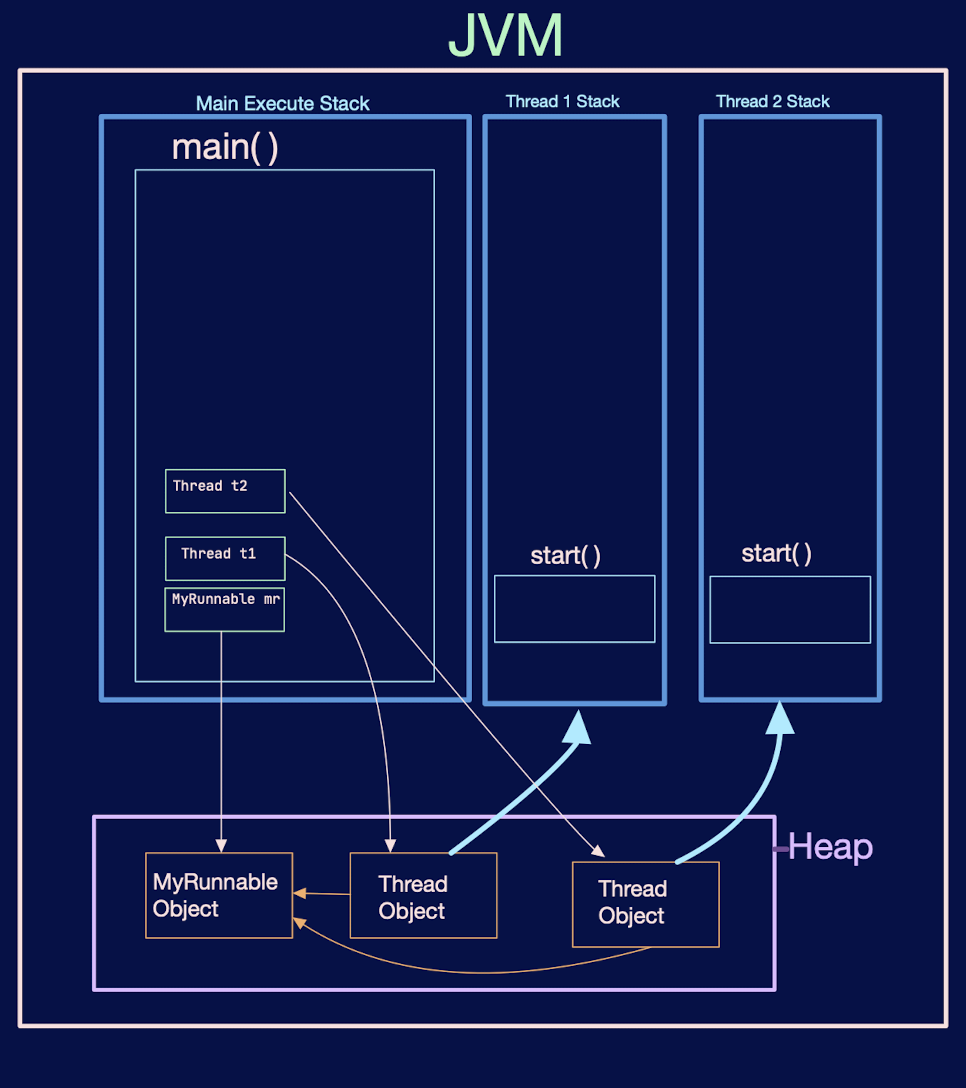 JVM
Main Execute Stack
Thread 1 Stack
Thread 2 Stack
main( )
Thread t2
Thread t1
MyRunnable mr
start( )
start( )
Heap
MyRunnable
Object
Thread
Object
Thread
Object